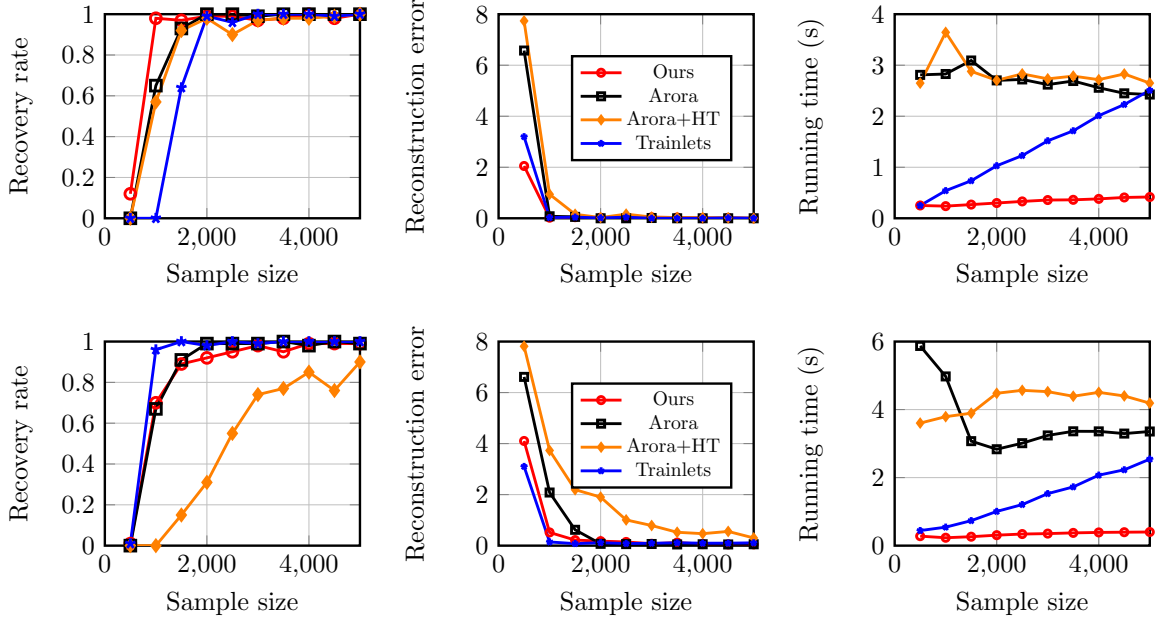 Recovery rate
1
0.8
0.6
0.4
0.2
0
2,000
4,000
Sample size
Reconstruction error
8
6
4
2
0
0
2,000
4,000
Sample size
Ours
Arora
Arora+HT
Trainlets
Running time (s)
4
3
2
1
0
0
2,000
4,000
Sample size
Recovery rate
1
0.8
0.6
0.4
0.2
0
0
2,000
4,000
Sample size
Reconstruction error
8
6
4
2
0
0
2,000
4,000
Sample size
Ours
Arora
Arora+HT
Trainlets
Running time (s)
6
4
2
0
0
2,000
4,000
Sample size